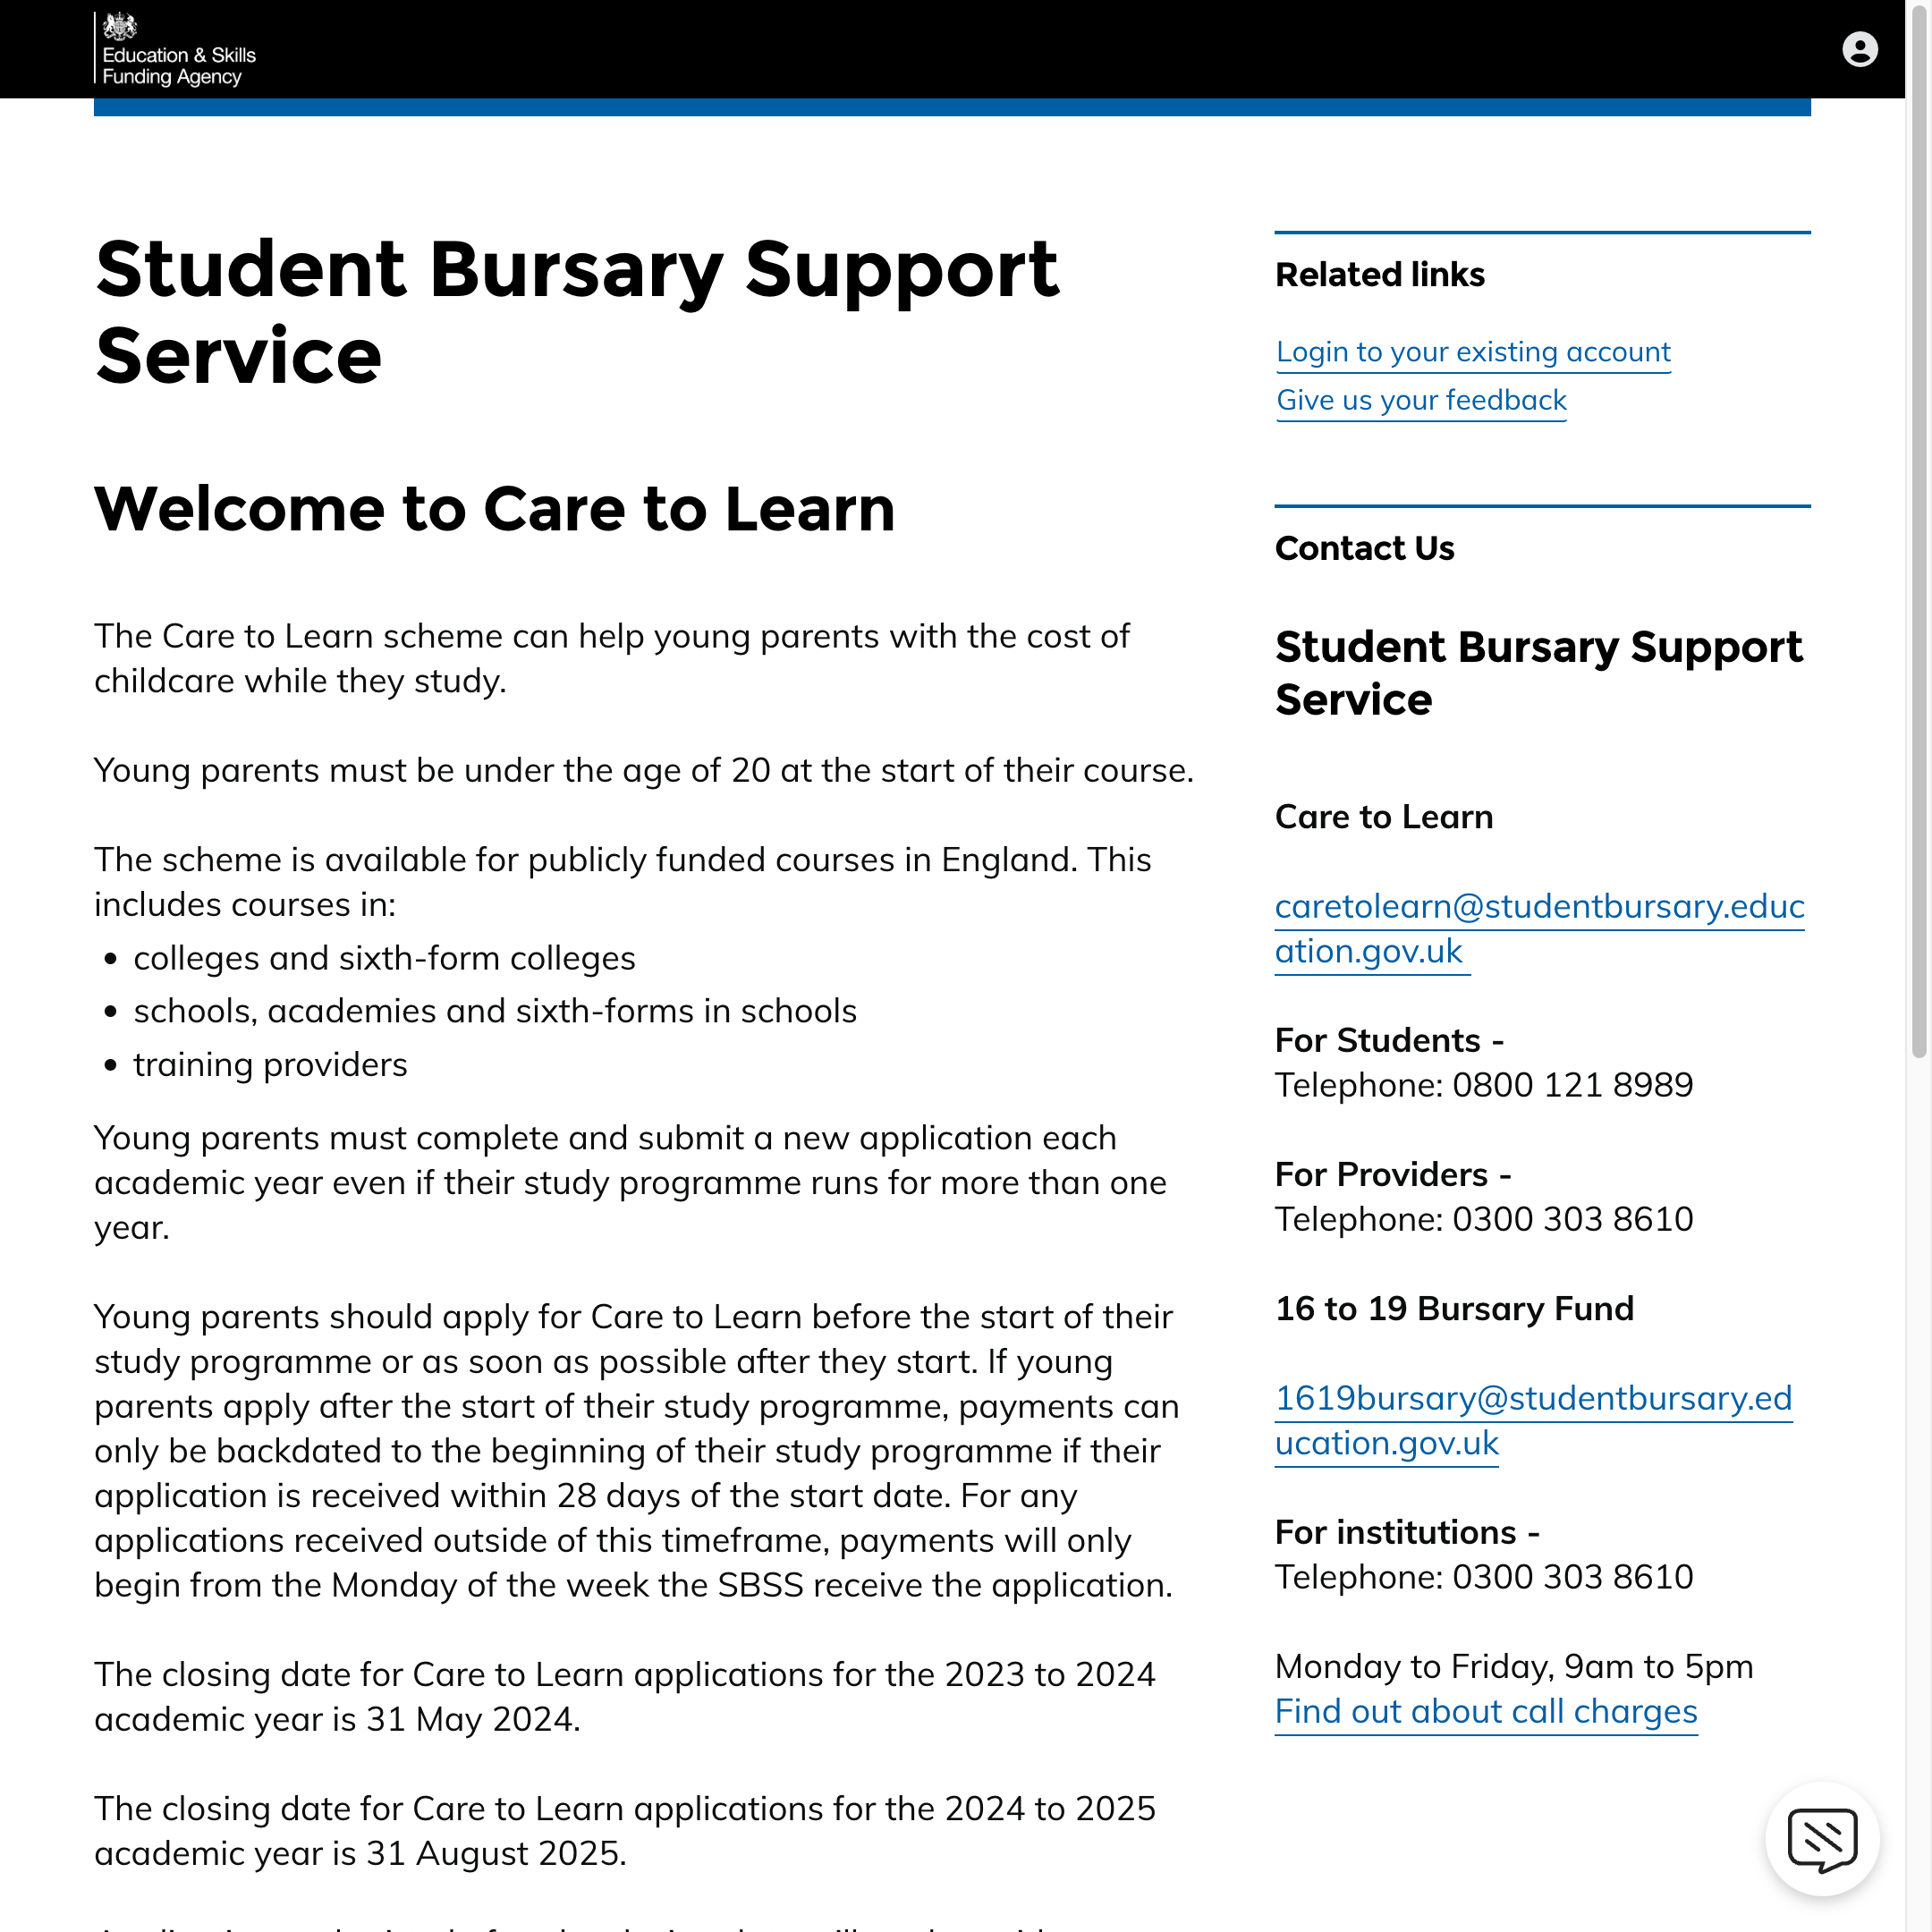 Education & Skills
Funding Agency
Student Bursary Support
Service
Welcome to Care to Learn
The Care to Learn scheme can help young parents with the cost of
childcare while they study.
Young parents must be under the age of 20 at the start of their course.
The scheme is available for publicly funded courses in England. This
includes courses in:
• colleges and sixth-form colleges
• schools, academies and sixth-forms in schools
• training providers
Young parents must complete and submit a new application each
academic year even if their study programme runs for more than one
year.
Young parents should apply for Care to Learn before the start of their
study programme or as soon as possible after they start. If young
parents apply after the start of their study programme, payments can
only be backdated to the beginning of their study programme if their
application is received within 28 days of the start date. For any
applications received outside of this timeframe, payments will only
begin from the Monday of the week the SBSS receive the application.
The closing date for Care to Learn applications for the 2023 to 2024
academic year is 31 May 2024.
The closing date for Care to Learn applications for the 2024 to 2025
academic year is 31 August 2025.
Related links
Login to your existing account
Give us your feedback
Contact Us
Student Bursary Support
Service
Care to Learn
caretolearn@studentbursary.educ
ation.gov.uk
For Students -
Telephone: 0800 121 8989
For Providers -
Telephone: 0300 303 8610
16 to 19 Bursary Fund
1619bursary@studentbursary.ed
ucation.gov.uk
For institutions -
Telephone: 0300 303 8610
Monday to Friday, 9am to 5pm
Find out about call charges